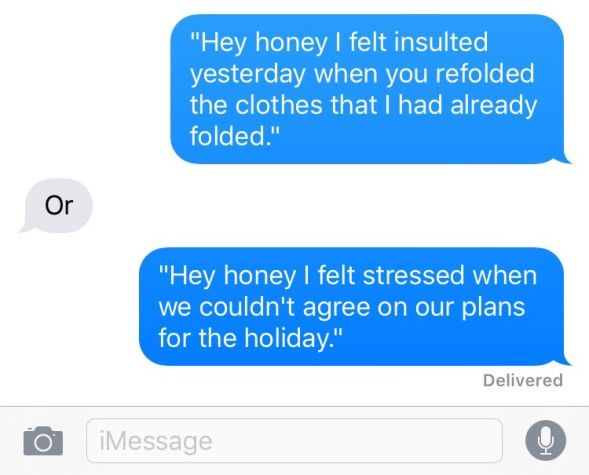 "Hey honey I felt insulted
yesterday when you refolded
the clothes that I had already
folded."
Or
"Hey honey I felt stressed when
we couldn't agree on our plans
for the holiday."
Delivered
iMessage